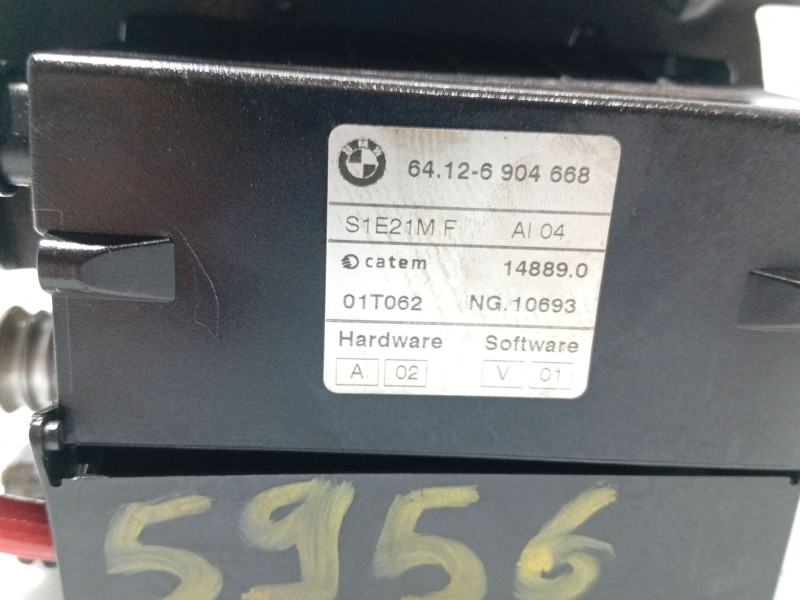 BMW
64.12-6 904 668
S1E21M F AI 04
catem 14889.0
01T062 NG.10693
Hardware Software
A 02 V 01
5956